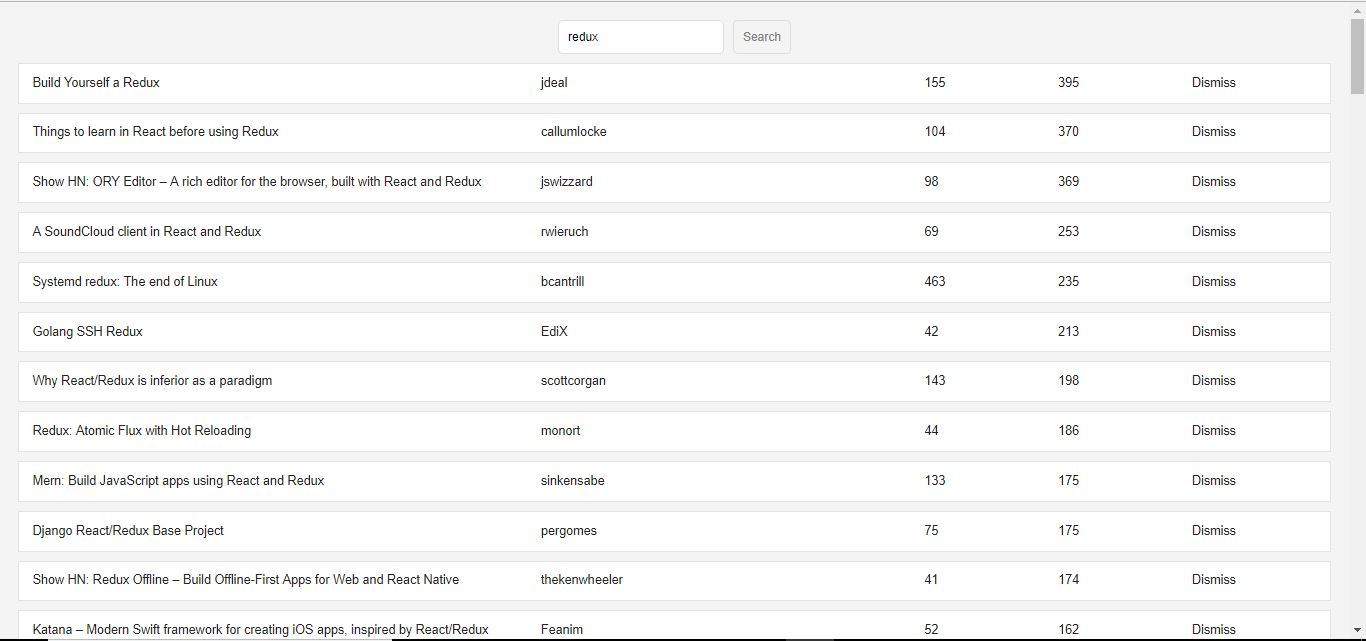 redux Search
Build Yourself a Redux jdeal 155 395 Dismiss
Things to learn in React before using Redux callumlocke 104 370 Dismiss
Show HN: ORY Editor – A rich editor for the browser, built with React and Redux jswizzard 98 369 Dismiss
A SoundCloud client in React and Redux rwieruch 69 253 Dismiss
Systemd redux: The end of Linux bcantrill 463 235 Dismiss
Golang SSH Redux EdiX 42 213 Dismiss
Why React/Redux is inferior as a paradigm scottcorgan 143 198 Dismiss
Redux: Atomic Flux with Hot Reloading monort 44 186 Dismiss
Mern: Build JavaScript apps using React and Redux sinkensabe 133 175 Dismiss
Django React/Redux Base Project pergomes 75 175 Dismiss
Show HN: Redux Offline – Build Offline-First Apps for Web and React Native thekenwheeler 41 174 Dismiss
Katana – Modern Swift framework for creating iOS apps, inspired by React/Redux Feanim 52 162 Dismiss